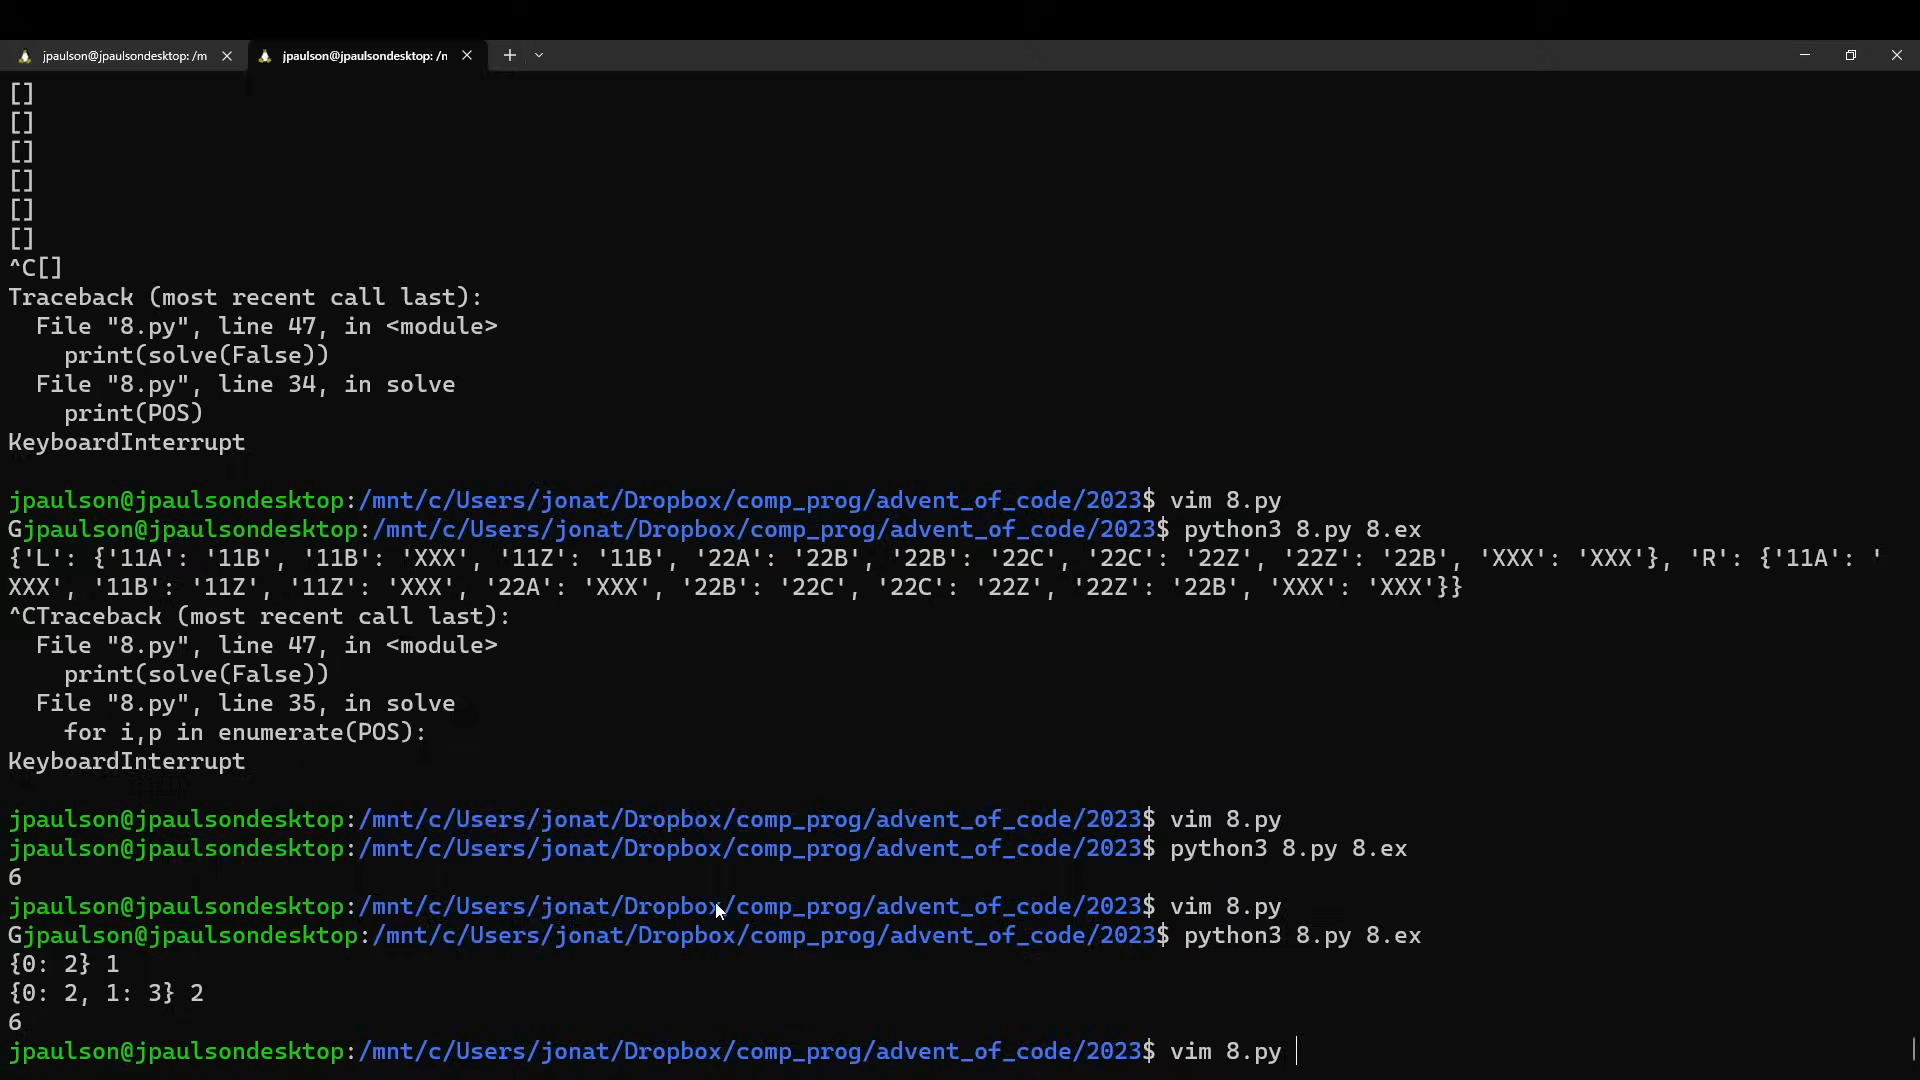 jpaulson@jpaulsondesktop: /m
jpaulson@jpaulsondesktop: /n
[]
[]
[]
[]
[]
[]
^C[]
Traceback (most recent call last):
  File "8.py", line 47, in <module>
    print(solve(False))
  File "8.py", line 34, in solve
    print(POS)
KeyboardInterrupt
jpaulson@jpaulsondesktop:/mnt/c/Users/jonat/Dropbox/comp_prog/advent_of_code/2023$ vim 8.py
Gjpaulson@jpaulsondesktop:/mnt/c/Users/jonat/Dropbox/comp_prog/advent_of_code/2023$ python3 8.py 8.ex
{'L': {'11A': '11B', '11B': 'XXX', '11Z': '11B', '22A': '22B', '22B': '22C', '22C': '22Z', '22Z': '22B', 'XXX': 'XXX'}, 'R': {'11A': '
XXX', '11B': '11Z', '11Z': 'XXX', '22A': 'XXX', '22B': '22C', '22C': '22Z', '22Z': '22B', 'XXX': 'XXX'}}
^CTraceback (most recent call last):
  File "8.py", line 47, in <module>
    print(solve(False))
  File "8.py", line 35, in solve
    for i,p in enumerate(POS):
KeyboardInterrupt
jpaulson@jpaulsondesktop:/mnt/c/Users/jonat/Dropbox/comp_prog/advent_of_code/2023$ vim 8.py
jpaulson@jpaulsondesktop:/mnt/c/Users/jonat/Dropbox/comp_prog/advent_of_code/2023$ python3 8.py 8.ex
6
jpaulson@jpaulsondesktop:/mnt/c/Users/jonat/Dropbox/comp_prog/advent_of_code/2023$ vim 8.py
Gjpaulson@jpaulsondesktop:/mnt/c/Users/jonat/Dropbox/comp_prog/advent_of_code/2023$ python3 8.py 8.ex
{0: 2} 1
{0: 2, 1: 3} 2
6
jpaulson@jpaulsondesktop:/mnt/c/Users/jonat/Dropbox/comp_prog/advent_of_code/2023$ vim 8.py